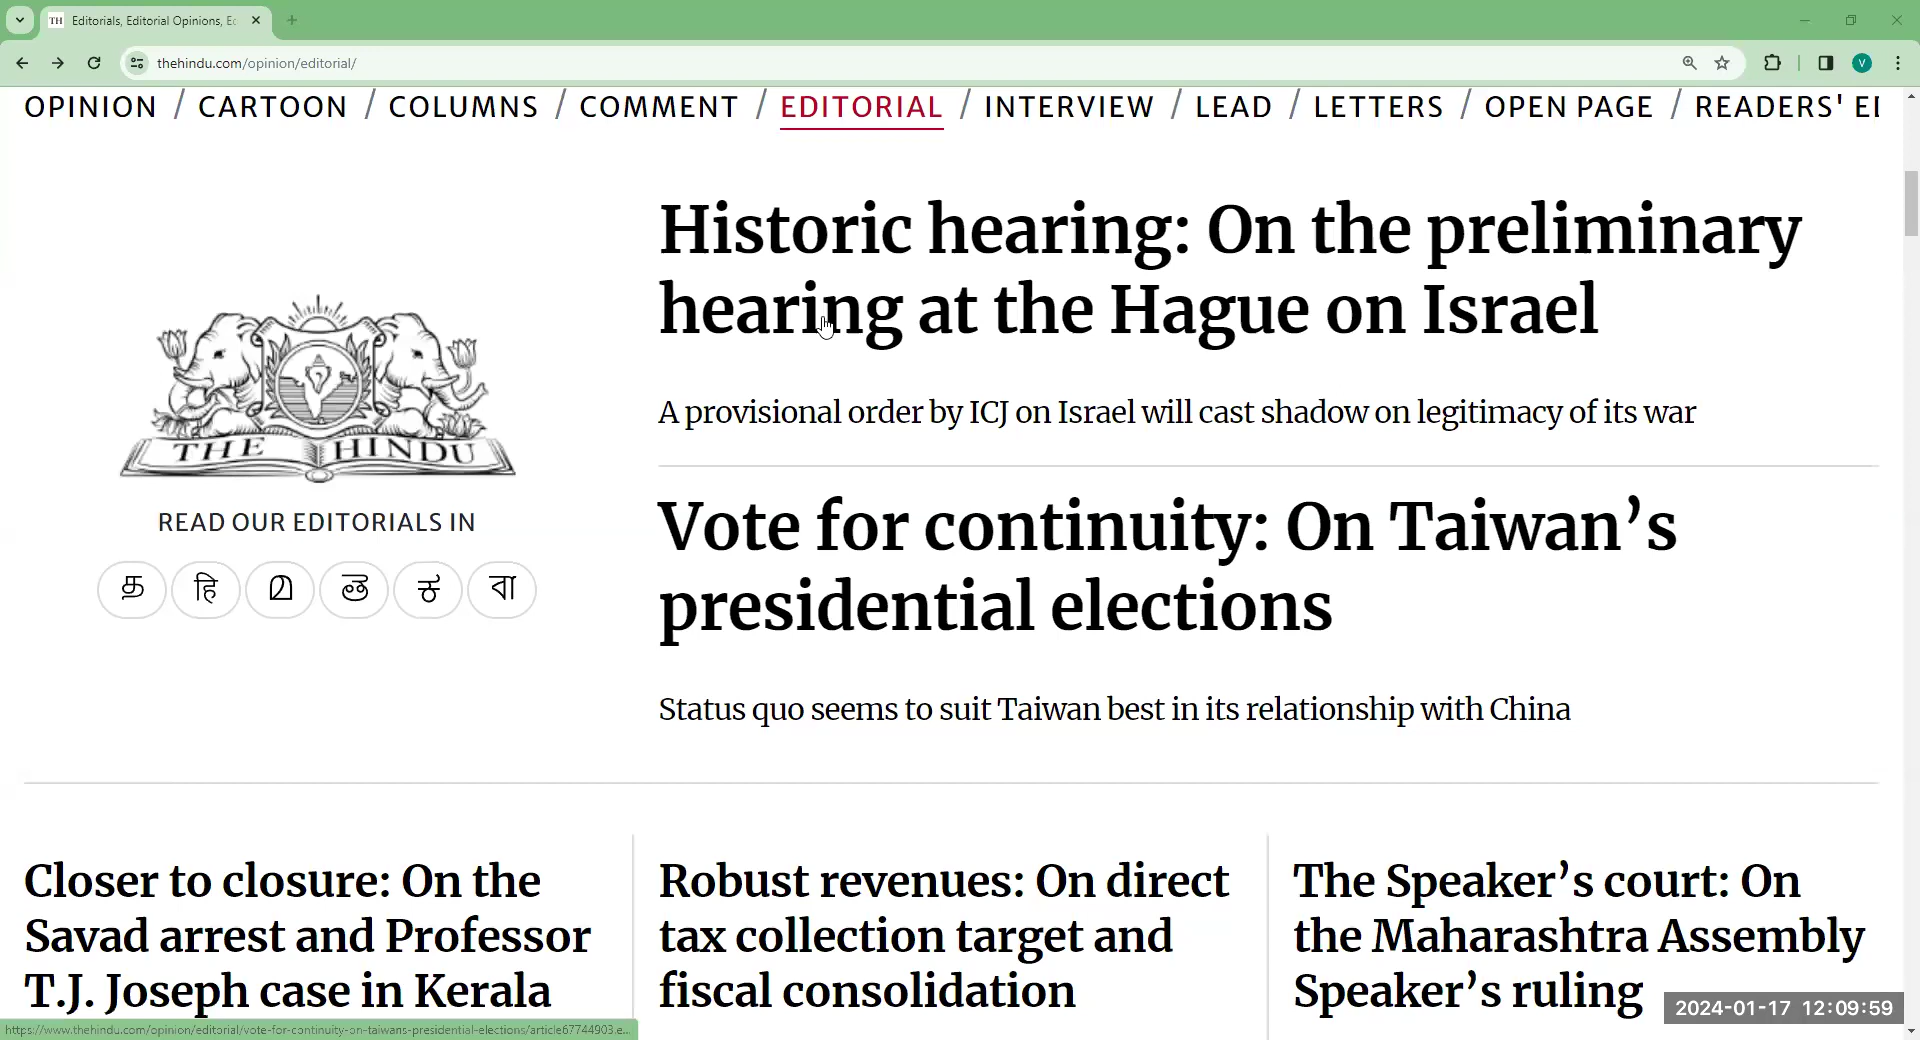 TH Editorials, Editorial Opinions, Ec
thehindu.com/opinion/editorial/
V
OPINION / CARTOON / COLUMNS / COMMENT / EDITORIAL / INTERVIEW / LEAD / LETTERS / OPEN PAGE / READERS' EI
Historic hearing: On the preliminary
hearing at the Hague on Israel
A provisional order by ICJ on Israel will cast shadow on legitimacy of its war
THE HINDU
READ OUR EDITORIALS IN
த हि മ తె ಕ বা
Vote for continuity: On Taiwan’s
presidential elections
Status quo seems to suit Taiwan best in its relationship with China
Closer to closure: On the
Savad arrest and Professor
T.J. Joseph case in Kerala
Robust revenues: On direct
tax collection target and
fiscal consolidation
The Speaker’s court: On
the Maharashtra Assembly
Speaker’s ruling
2024-01-17 12:09:59
https://www.thehindu.com/opinion/editorial/vote-for-continuity-on-taiwans-presidential-elections/article67744903.e...